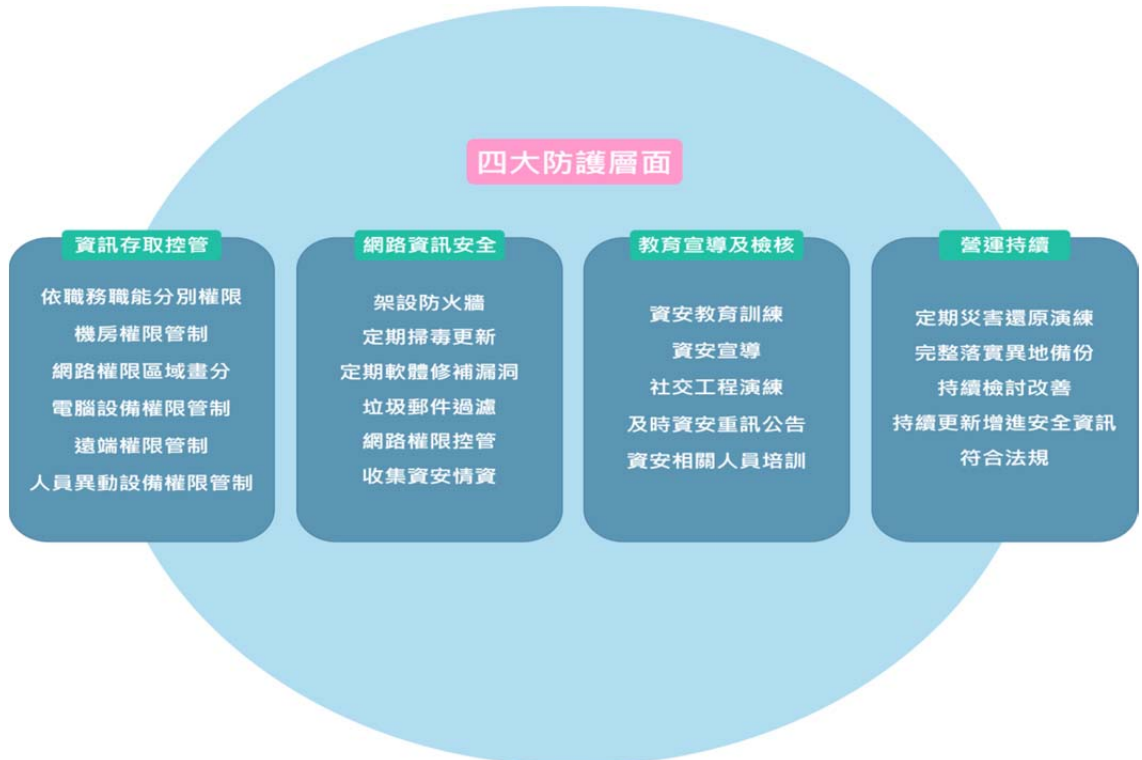 四大防護層面
資訊存取控管
依職務職能分別權限
機房權限管制
網路權限區域畫分
電腦設備權限管制
遠端權限管制
人員異動設備權限管制
網路資訊安全
架設防火牆
定期掃毒更新
定期軟體修補漏洞
垃圾郵件過濾
網路權限控管
收集資安情資
教育宣導及檢核
資安教育訓練
資安宣導
社交工程演練
及時資安重訊公告
資安相關人員培訓
營運持續
定期災害還原演練
完整落實異地備份
持續檢討改善
持續更新增進安全資訊
符合法規